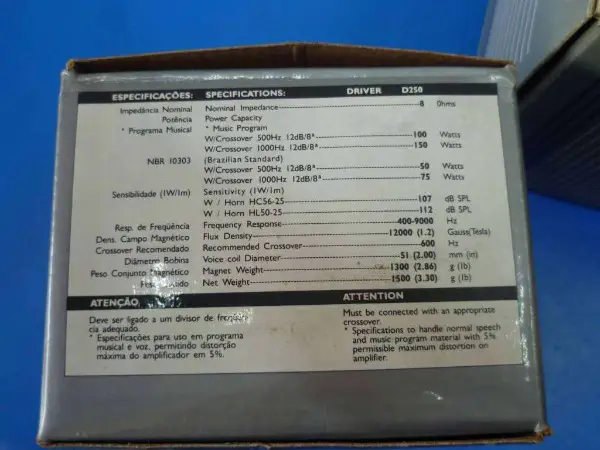 ESPECIFICAÇÕES: SPECIFICATIONS: DRIVER D250
Impedância Nominal Nominal Impedance 8 Ohms
Potência Power Capacity
* Programa Musical * Music Program
W/Crossover 500Hz 12dB/8ª 100 Watts
W/Crossover 1000Hz 12dB/8ª 150 Watts
NBR 10303 (Brazilian Standard)
W/Crossover 500Hz 12dB/8ª 50 Watts
W/Crossover 1000Hz 12dB/8ª 75 Watts
Sensibilidade (1W/1m) Sensitivity (1W/1m)
W / Horn HC56-25 107 dB SPL
W / Horn HL50-25 112 dB SPL
Resp. de Freqüência Frequency Response 400-9000 Hz
Dens. Campo Magnético Flux Density 12000 (1.2) Gauss(Tesla)
Crossover Recomendado Recommended Crossover 600 Hz
Diâmetro Bobina Voice coil Diameter 51 (2.00) mm (in)
Peso Conjunto Magnético Magnet Weight 1300 (2.86) g (lb)
Net Weight 1500 (3.30) g (lb)
ATENÇÃO
Deve ser ligado a um divisor de
cia adequado.
* Especificações para uso em programa
musical e voz, permitindo distorção
máxima do amplificador em 5%.
ATTENTION
Must be connected with an appropriate
crossover.
* Specifications to handle normal speech
and music program material with 5%
permissible maximum distortion on
amplifier.